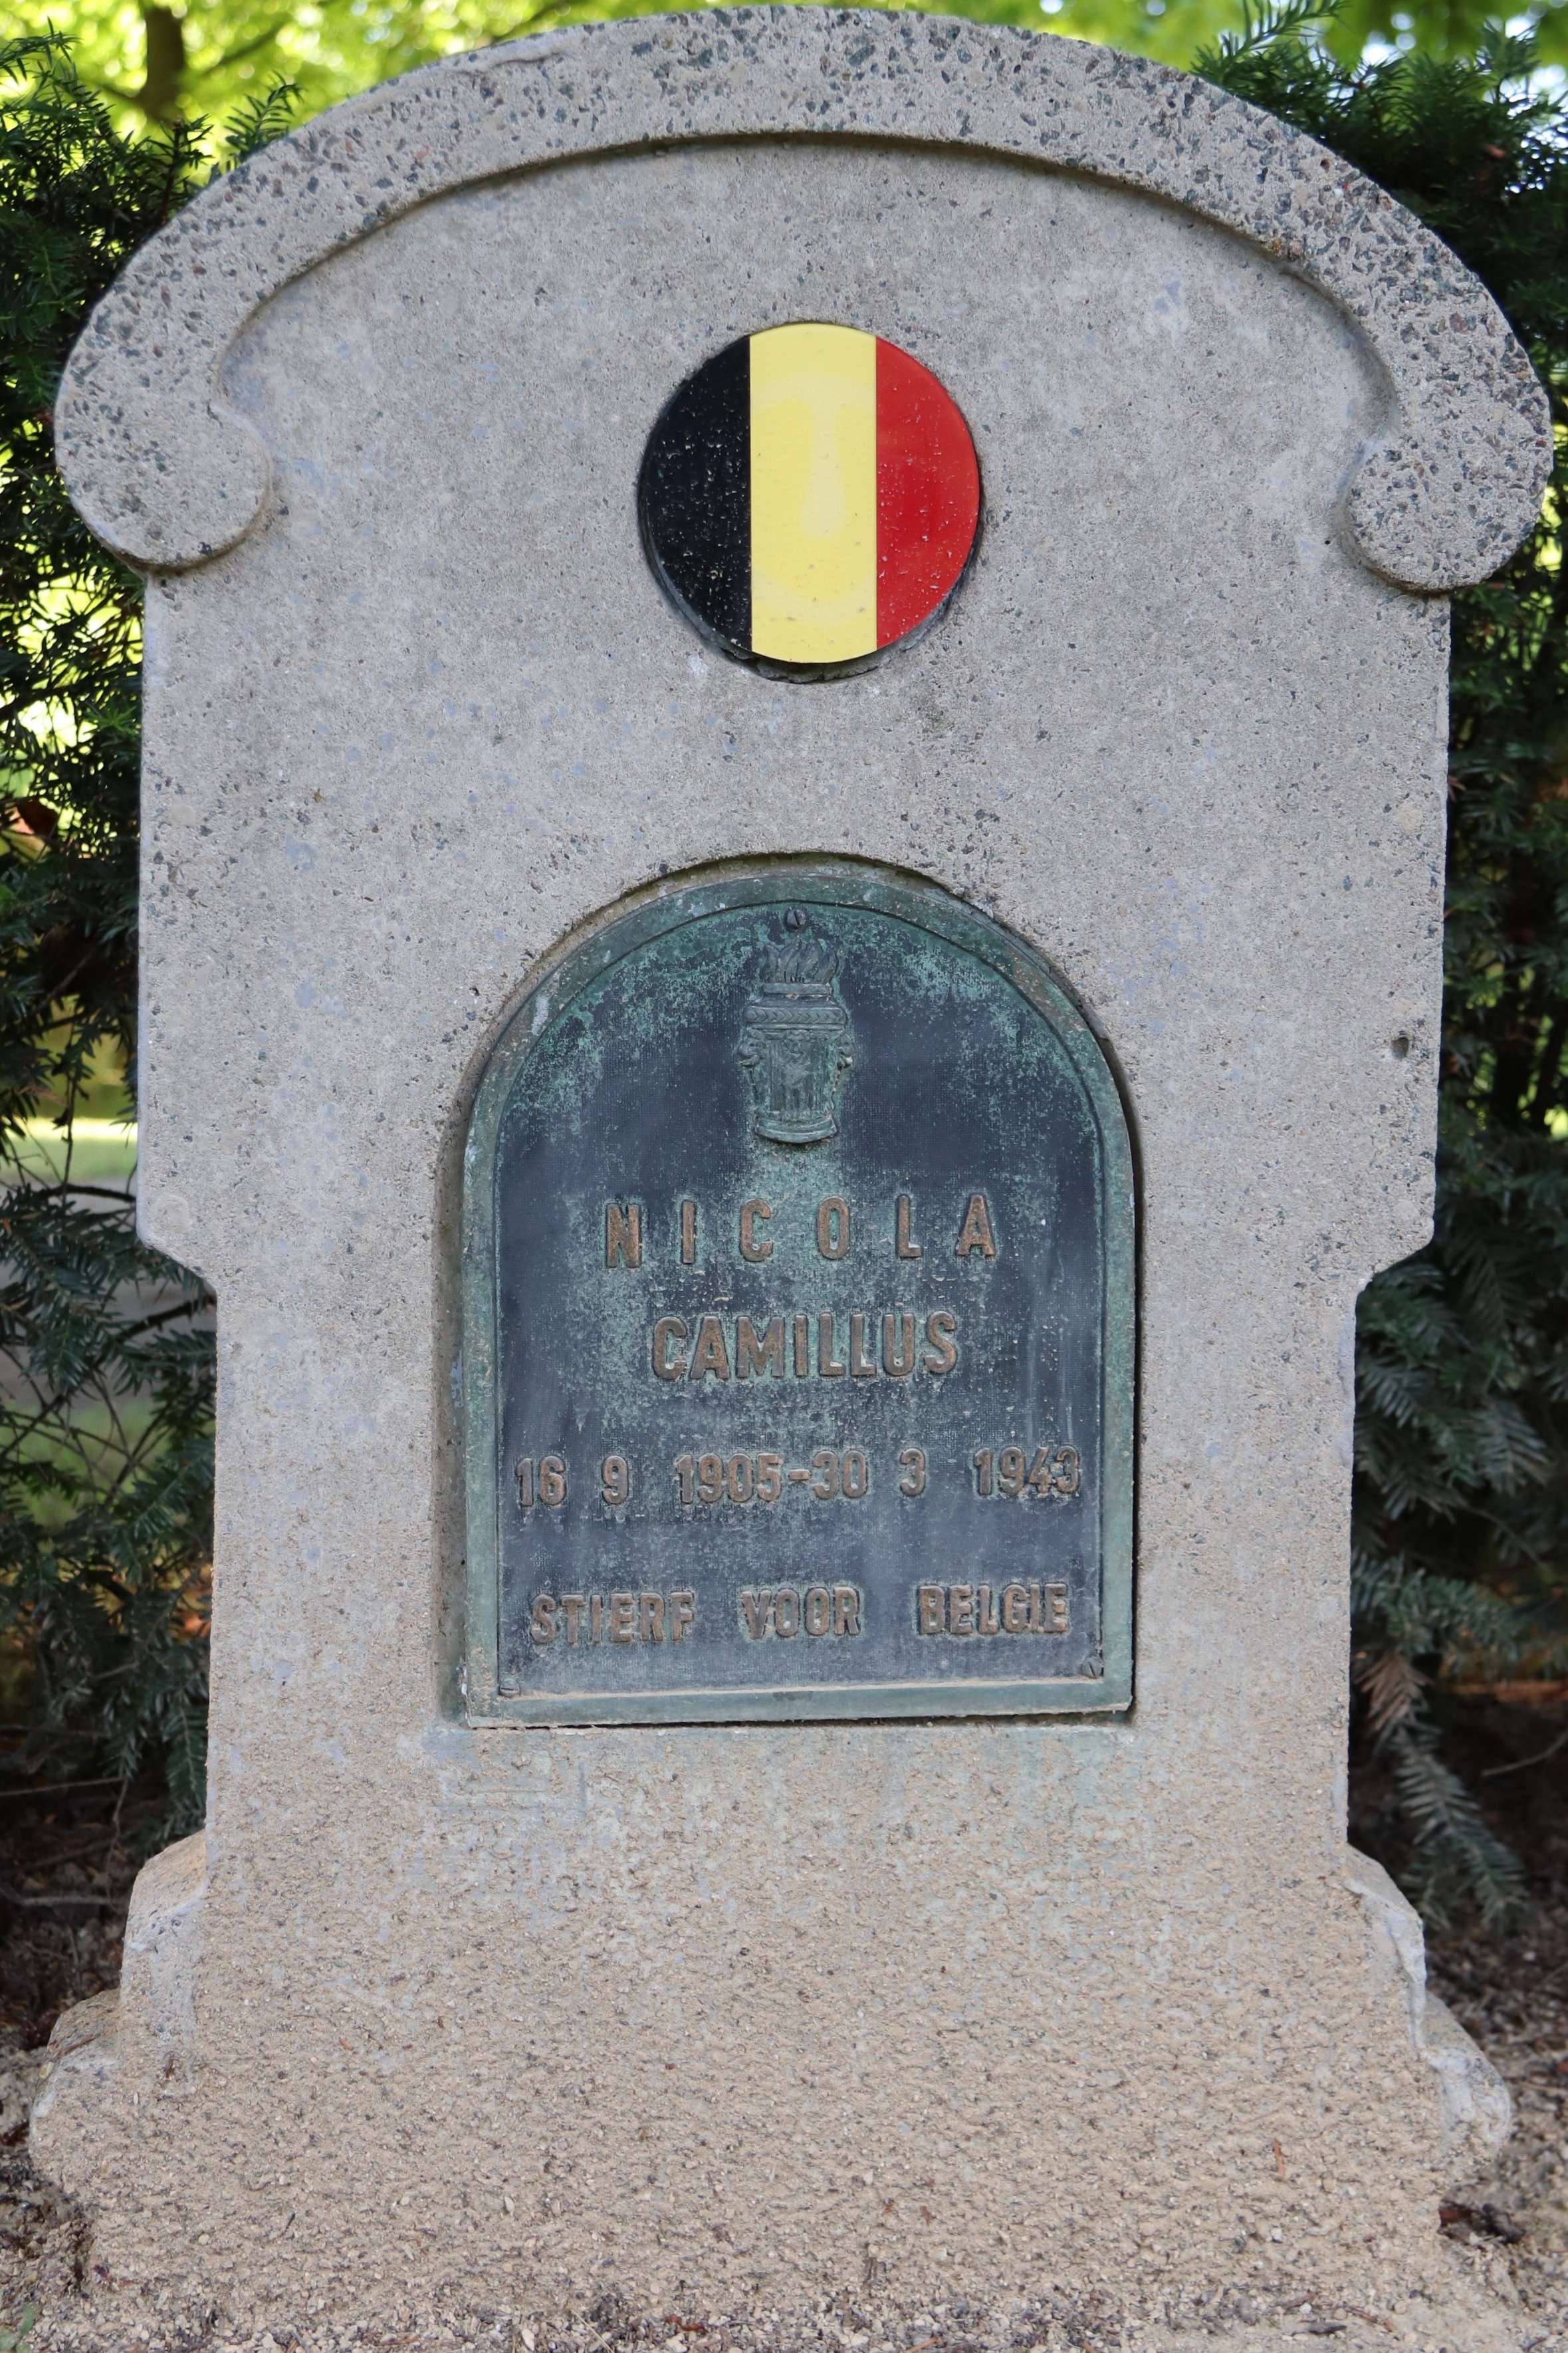 NICOLA
CAMILLUS
16 9 1905-30 3 1943
STIERF VOOR BELGIE